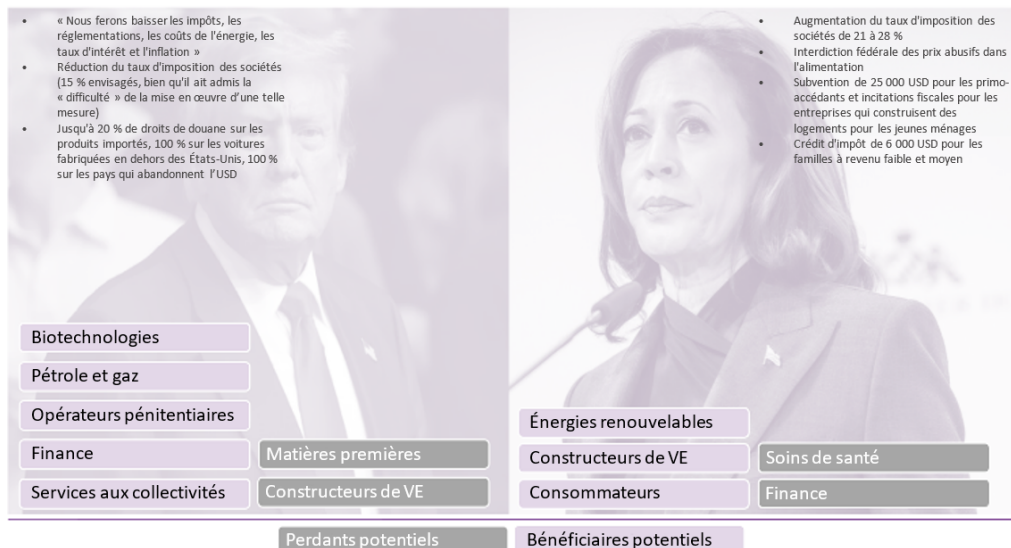 • « Nous ferons baisser les impôts, les
réglementations, les coûts de l'énergie, les
taux d'intérêt et l'inflation »
• Réduction du taux d'imposition des sociétés
(15 % envisagés, bien qu'il ait admis la
« difficulté » de la mise en œuvre d'une telle
mesure)
• Jusqu'à 20 % de droits de douane sur les
produits importés, 100 % sur les voitures
fabriquées en dehors des États-Unis, 100 %
sur les pays qui abandonnent l'USD
Biotechnologies
Pétrole et gaz
Opérateurs pénitentiaires
Finance
Services aux collectivités
Matières premières
Constructeurs de VE
• Augmentation du taux d'imposition des
sociétés de 21 à 28 %
• Interdiction fédérale des prix abusifs dans
l'alimentation
• Subvention de 25 000 USD pour les primo-
accédants et incitations fiscales pour les
entreprises qui construisent des
logements pour les jeunes ménages
• Crédit d'impôt de 6 000 USD pour les
familles à revenu faible et moyen
Énergies renouvelables
Constructeurs de VE
Consommateurs
Soins de santé
Finance
Perdants potentiels
Bénéficiaires potentiels